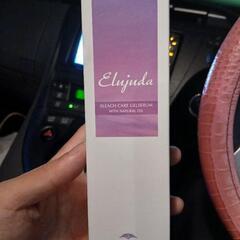 Elujuda
BLEACH CARE GELSERUM
WITH NATURAL OIL